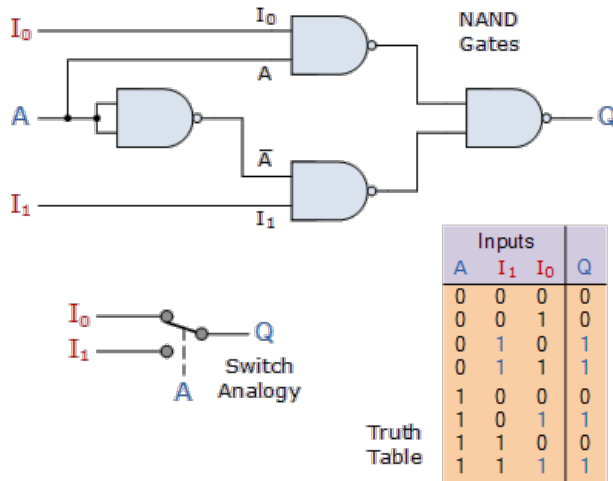 I₀ I₀ NAND
Gates
A
A Q
A̅
I₁ I₁
Inputs
A I₁ I₀ Q
0 0 0 0
0 0 1 0
0 1 0 1
0 1 1 1
1 0 0 0
1 0 1 1
1 1 0 0
1 1 1 1
I₀
Q
I₁
Switch
Analogy
A
Truth
Table